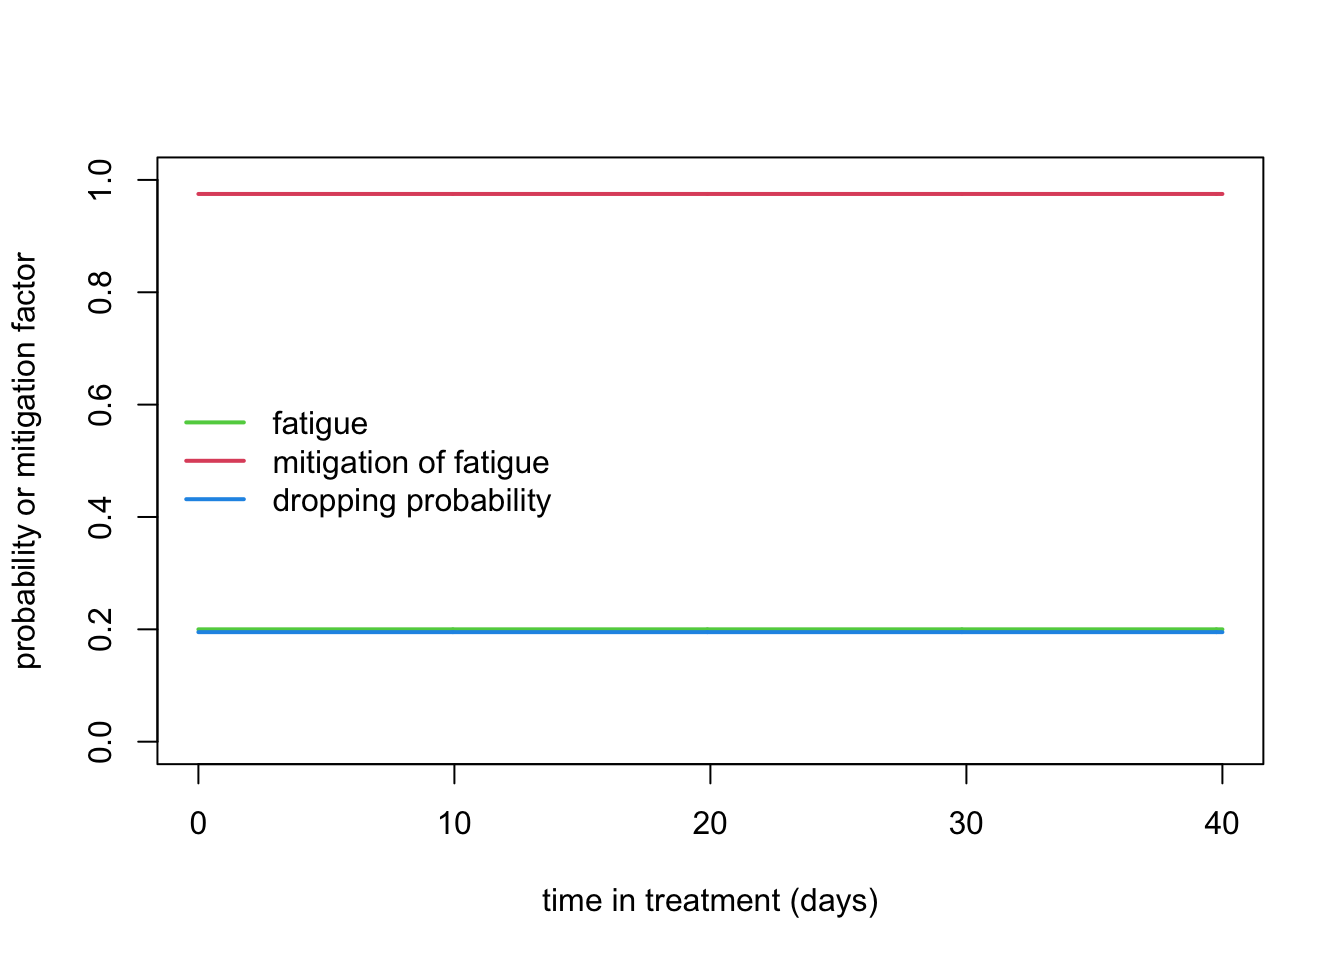 probability or mitigation factor
1.0
0.8
0.6
0.4
0.2
0.0
fatigue
mitigation of fatigue
dropping probability
0 10 20 30 40
time in treatment (days)